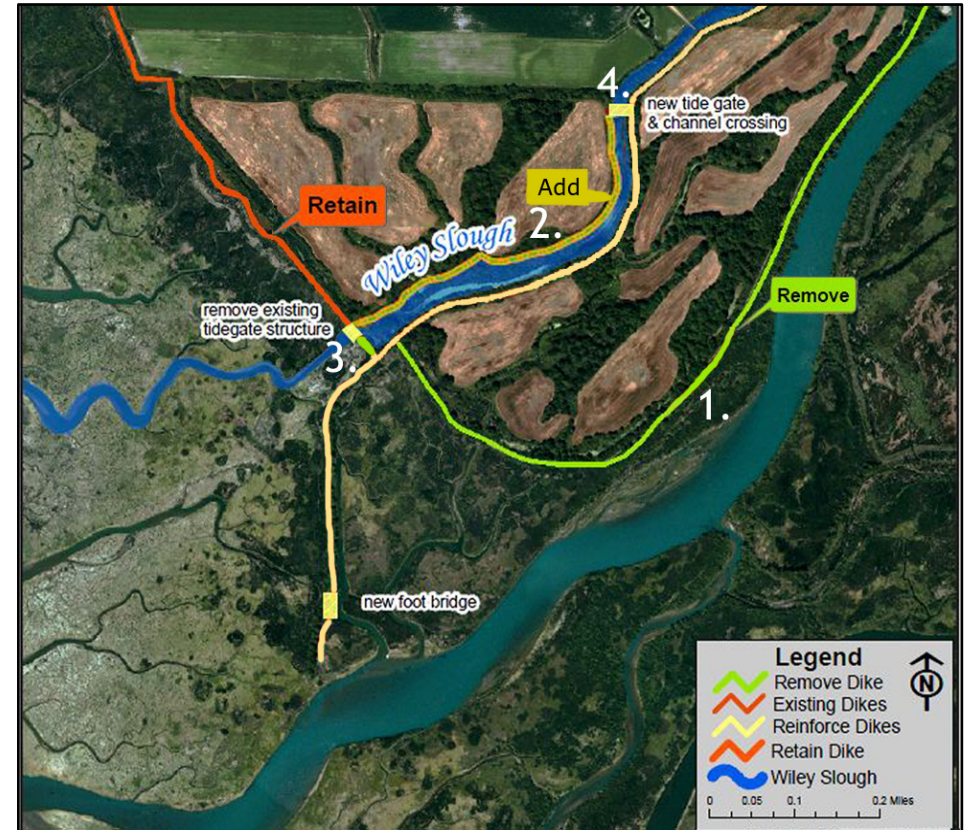 4.
new tide gate
& channel crossing
Add
Retain
2.
Wiley Slough
Remove
remove existing
tidegate structure
3.
1.
new foot bridge
Legend
N
Remove Dike
Existing Dikes
Reinforce Dikes
Retain Dike
Wiley Slough
0 0.05 0.1 0.2 Miles